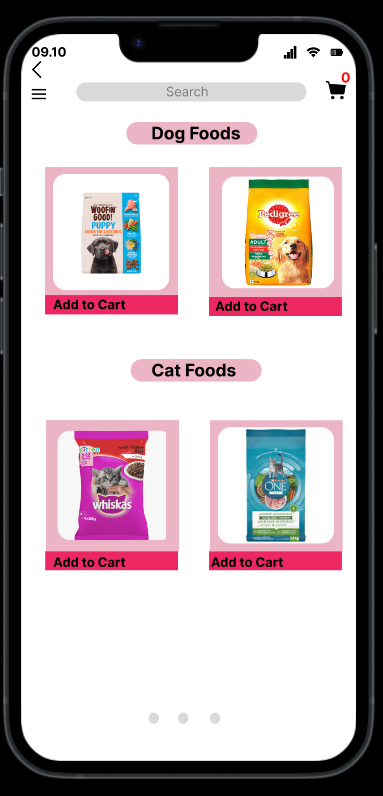 09.10
0
Search
Dog Foods
WOOFIN'
GOOD!
PUPPY
Pedigree
ADULT
Add to Cart
Add to Cart
Cat Foods
whiskas
ONE
Add to Cart
Add to Cart